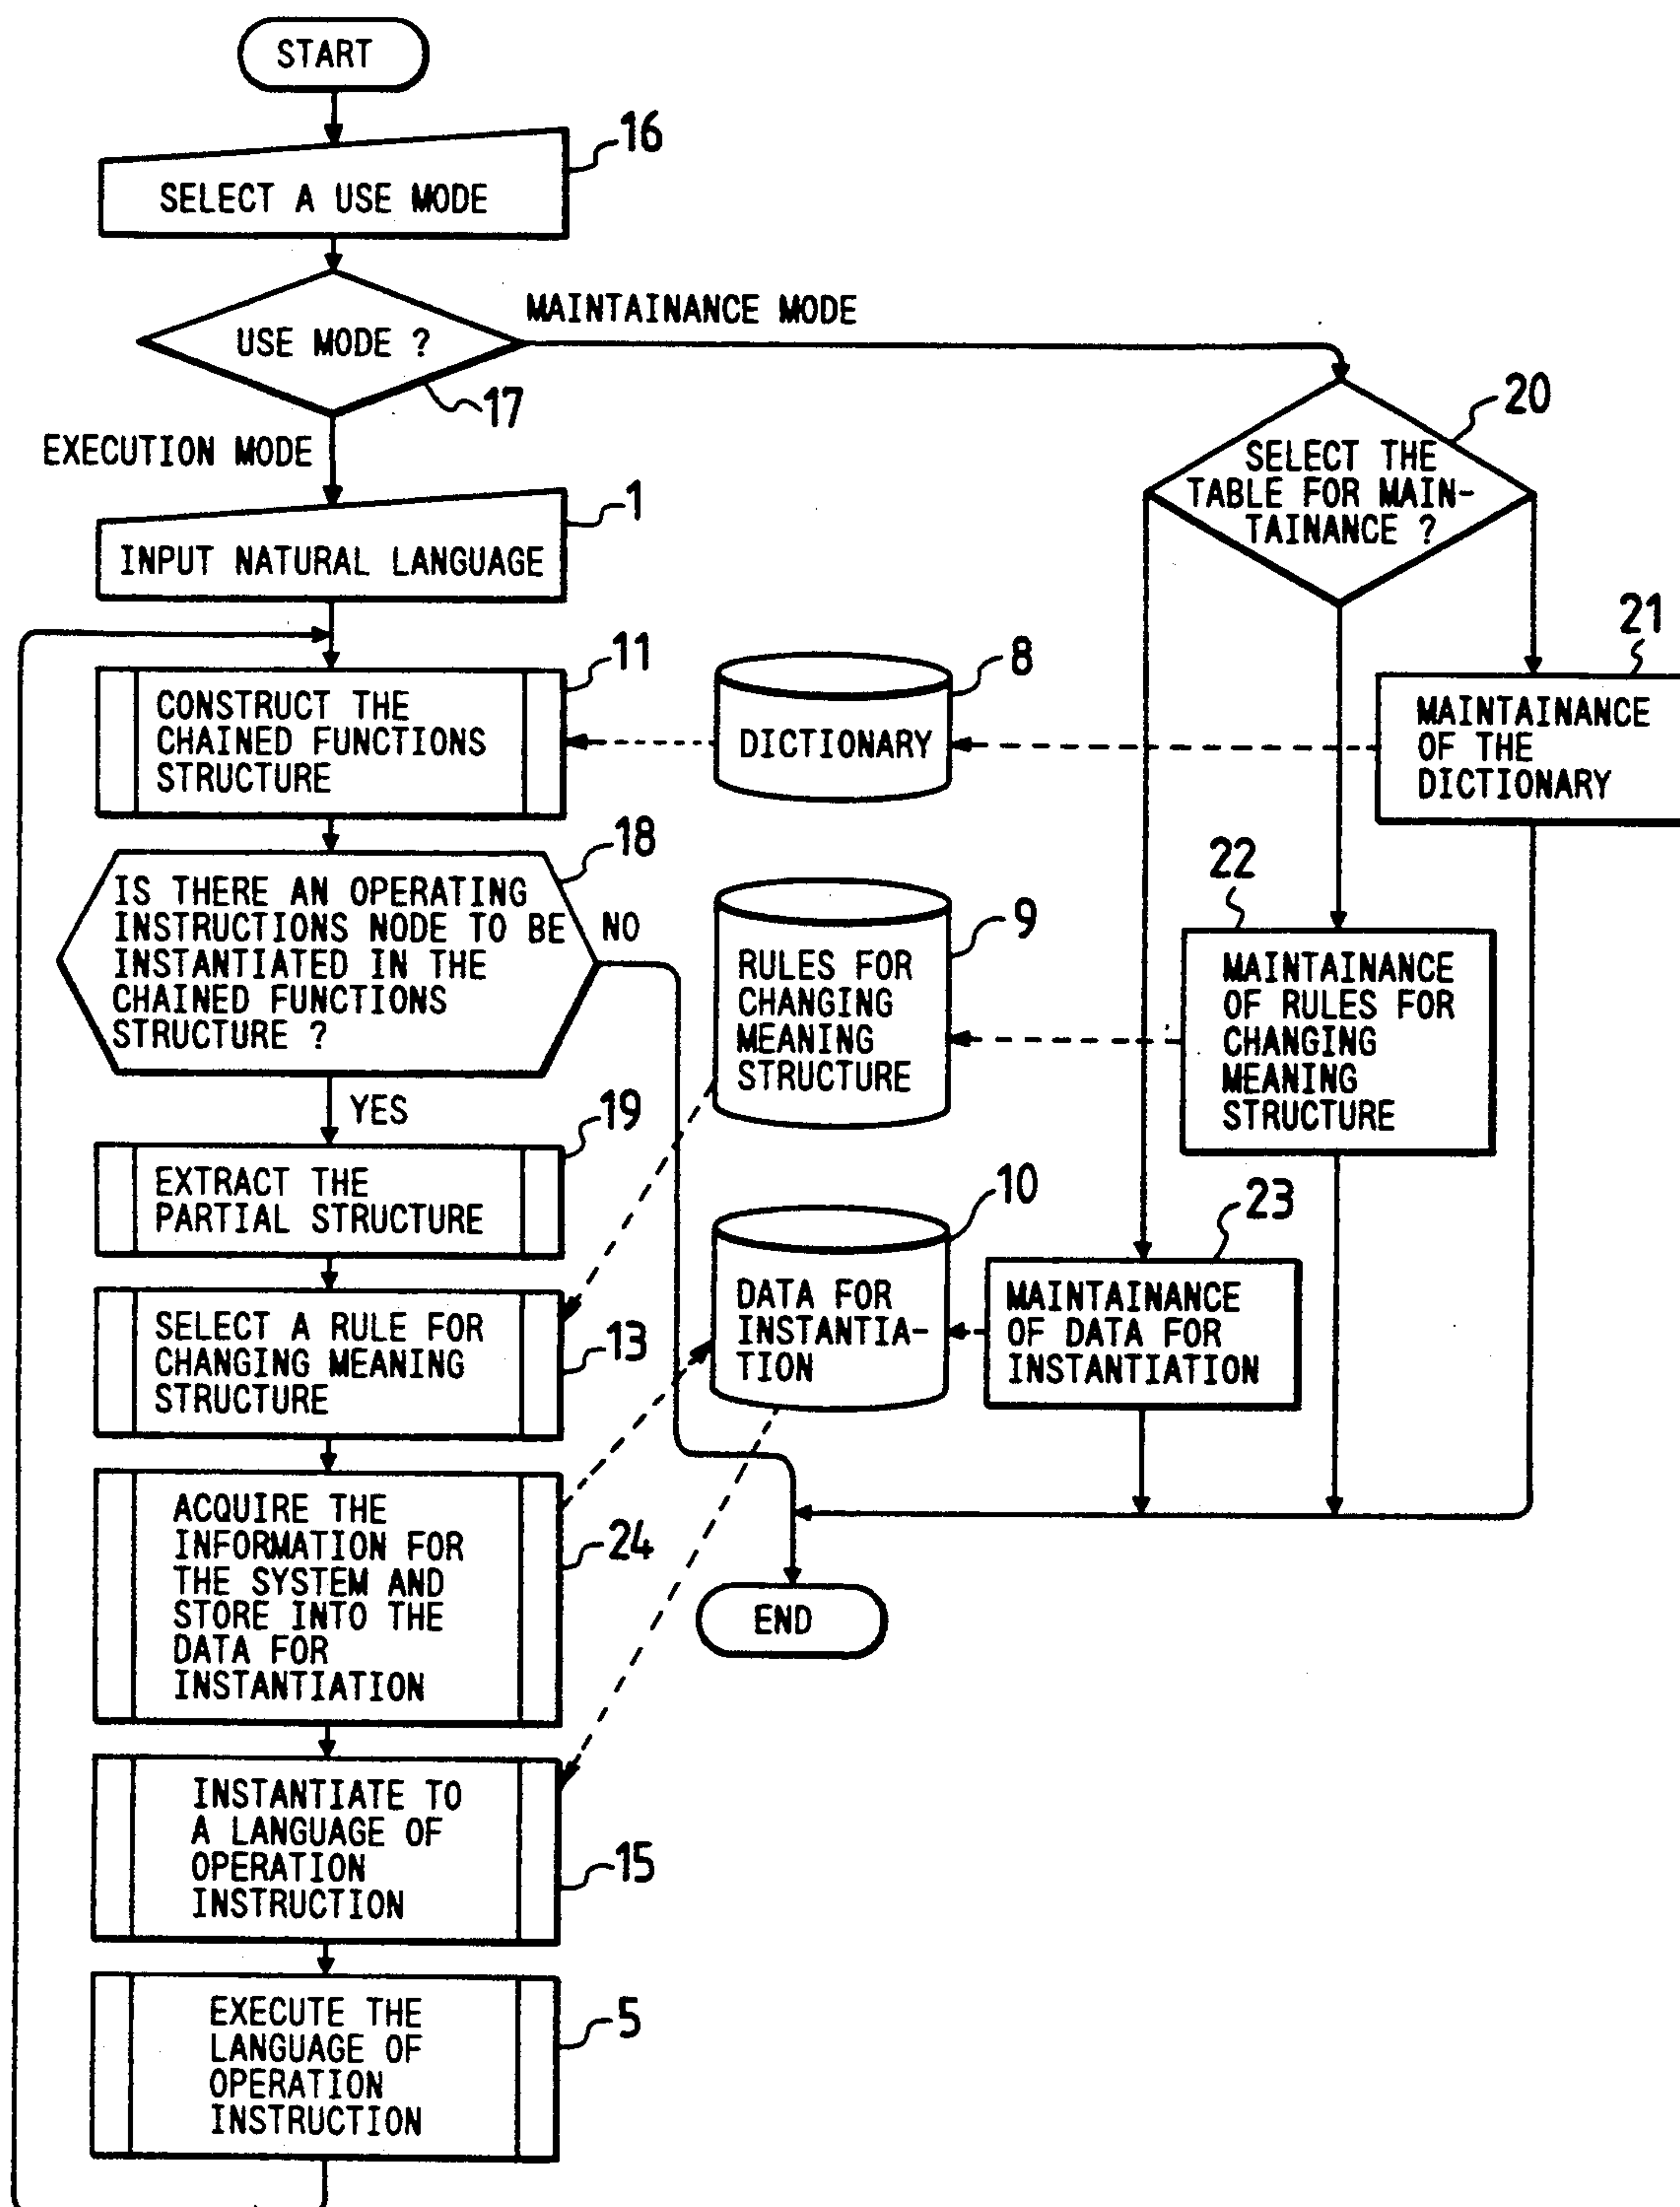 START
16
SELECT A USE MODE
USE MODE ?
MAINTAINANCE MODE
17
EXECUTION MODE
20
SELECT THE
TABLE FOR MAIN-
TAINANCE ?
1
INPUT NATURAL LANGUAGE
11
CONSTRUCT THE
CHAINED FUNCTIONS
STRUCTURE
8
DICTIONARY
21
MAINTAINANCE
OF THE
DICTIONARY
18
IS THERE AN OPERATING
INSTRUCTIONS NODE TO BE
INSTANTIATED IN THE
CHAINED FUNCTIONS
STRUCTURE ?
NO
YES
9
RULES FOR
CHANGING
MEANING
STRUCTURE
22
MAINTAINANCE
OF RULES FOR
CHANGING
MEANING
STRUCTURE
19
EXTRACT THE
PARTIAL STRUCTURE
10
DATA FOR
INSTANTIA-
TION
23
MAINTAINANCE
OF DATA FOR
INSTANTIATION
SELECT A RULE FOR
CHANGING MEANING
STRUCTURE
13
ACQUIRE THE
INFORMATION FOR
THE SYSTEM AND
STORE INTO THE
DATA FOR
INSTANTIATION
24
END
INSTANTIATE TO
A LANGUAGE OF
OPERATION
INSTRUCTION
15
EXECUTE THE
LANGUAGE OF
OPERATION
INSTRUCTION
5